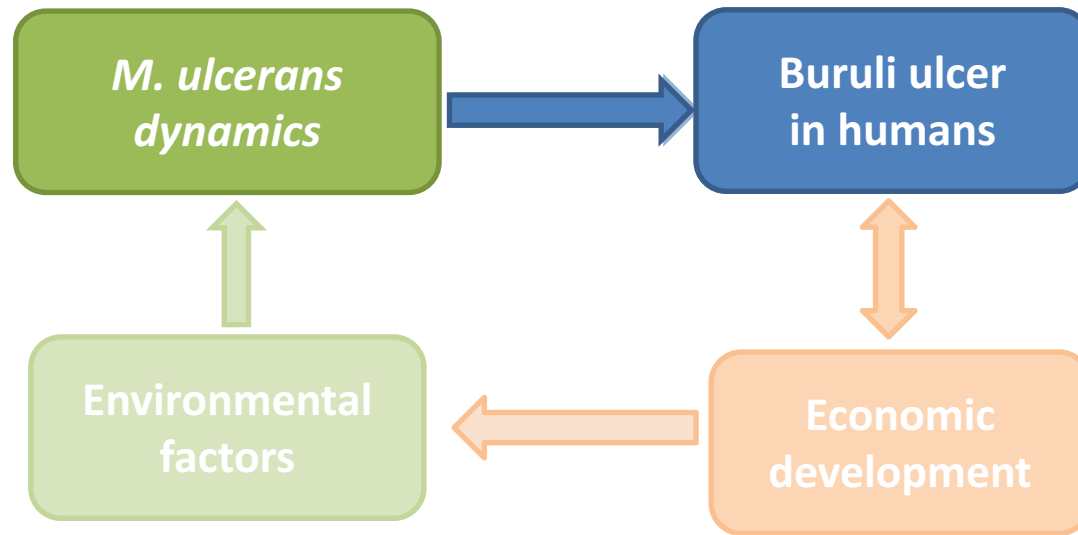 M. ulcerans
dynamics
Buruli ulcer
in humans
Environmental
factors
Economic
development